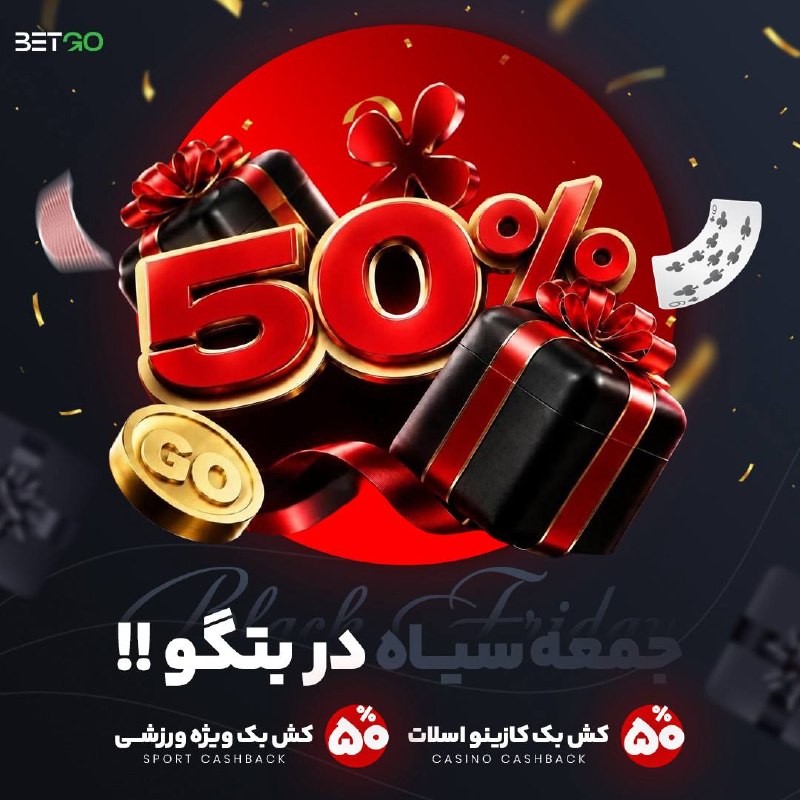 BETGO
50%
GO
Black Friday
جمعه سیاه در بتگو !!
%۵۰ کش بک کازینو اسلات
CASINO CASHBACK
%۵۰ کش بک ویژه ورزشی
SPORT CASHBACK